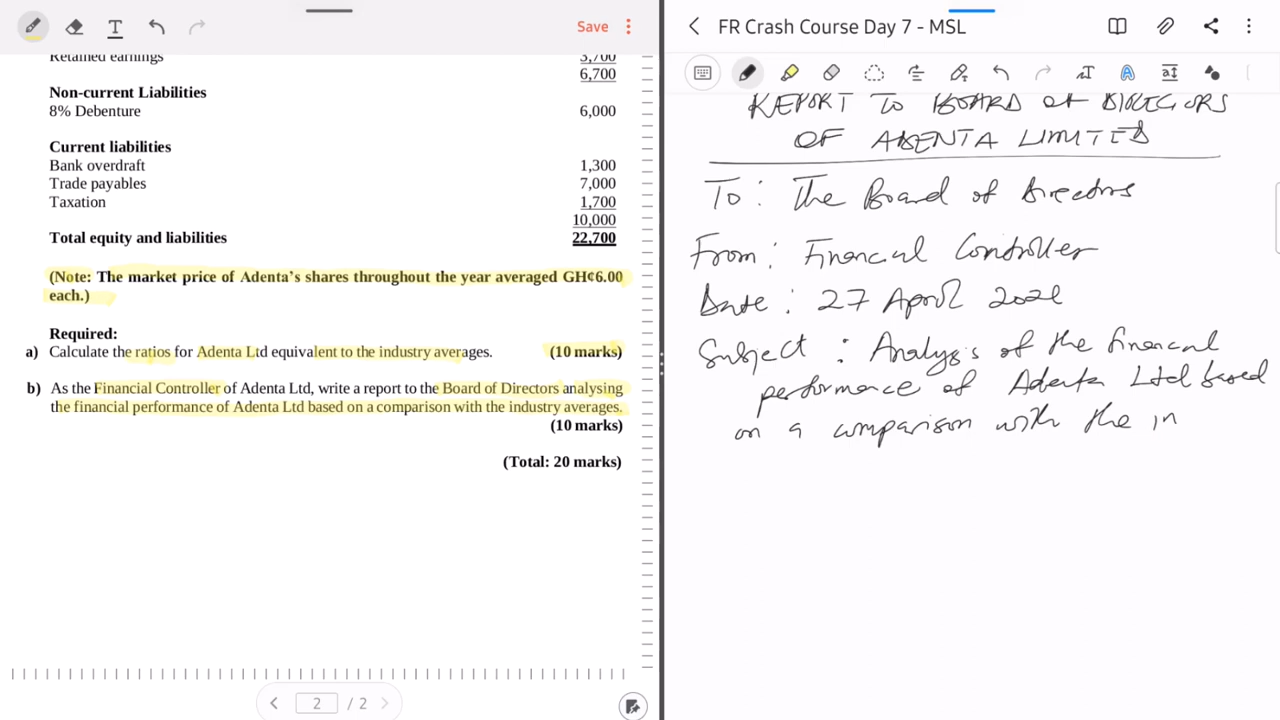 Save
Retained earnings 3,700
6,700
Non-current Liabilities
8% Debenture 6,000
Current liabilities
Bank overdraft 1,300
Trade payables 7,000
Taxation 1,700
10,000
Total equity and liabilities 22,700
(Note: The market price of Adenta's shares throughout the year averaged GH¢6.00
each.)
Required:
a) Calculate the ratios for Adenta Ltd equivalent to the industry averages. (10 marks)
b) As the Financial Controller of Adenta Ltd, write a report to the Board of Directors analysing
the financial performance of Adenta Ltd based on a comparison with the industry averages.
(10 marks)
(Total: 20 marks)
2 / 2
FR Crash Course Day 7 - MSL
REPORT TO BOARD OF DIRECTORS
OF ADENTA LIMITED
To: The Board of Directors
From: Financial Controller
Date: 27 April
Subject: Analysis of the financial
performance of Adenta Ltd based
on a comparison with the in